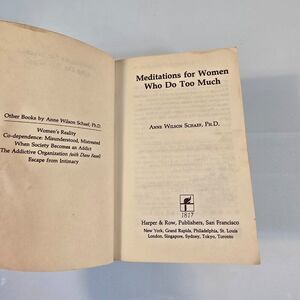 Other Books by Anne Wilson Schaef, Ph.D.
Women's Reality
Co-dependence: Misunderstood, Mistreated
When Society Becomes an Addict
The Addictive Organization (with Diane Fassel)
Escape from Intimacy
Meditations for Women
Who Do Too Much
ANNE WILSON SCHAEF, PH.D.
1817
Harper & Row, Publishers, San Francisco
New York, Grand Rapids, Philadelphia, St. Louis
London, Singapore, Sydney, Tokyo, Toronto